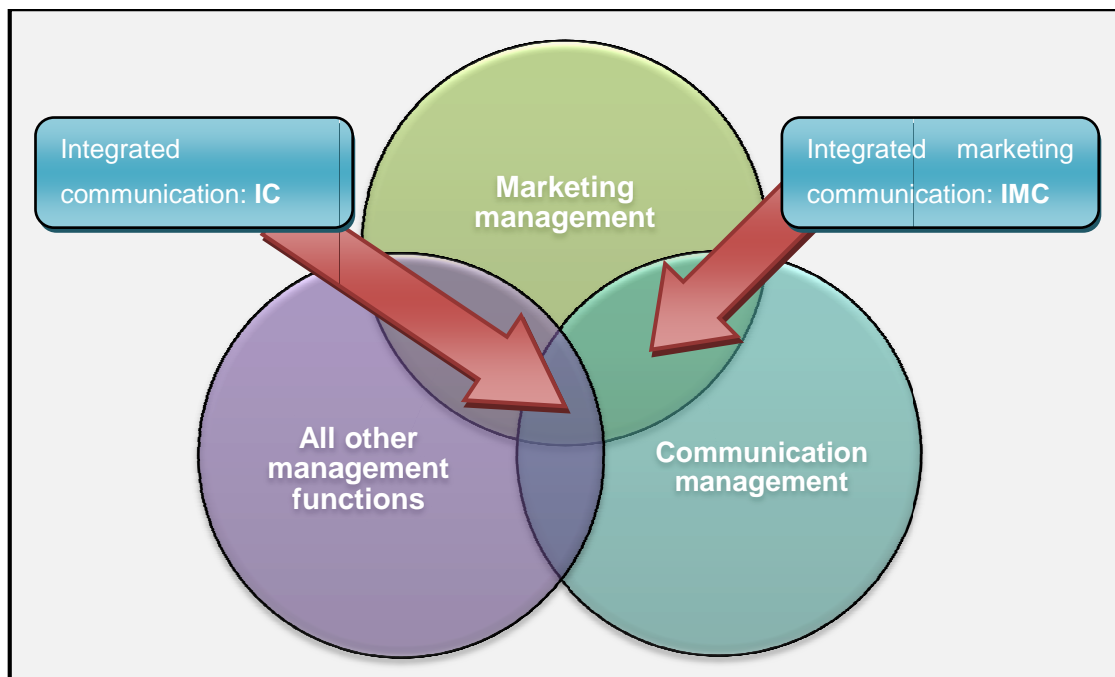 Integrated
communication: IC
Marketing
management
Integrated marketing
communication: IMC
All other
management
functions
Communication
management